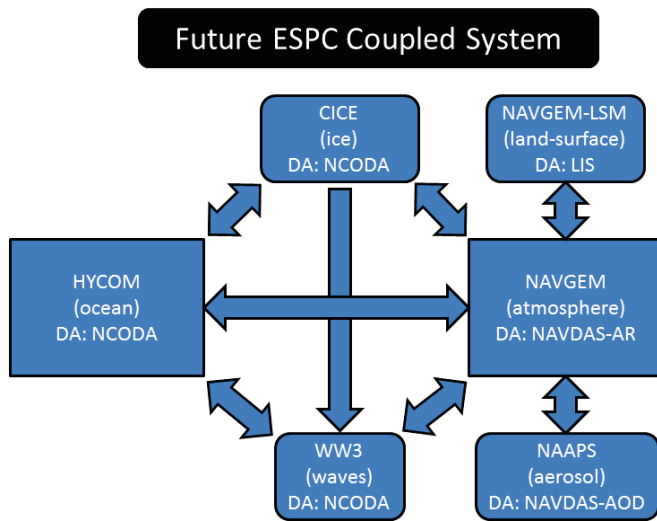 Future ESPC Coupled System
CICE
(ice)
DA: NCODA
NAVGEM-LSM
(land-surface)
DA: LIS
HYCOM
(ocean)
DA: NCODA
NAVGEM
(atmosphere)
DA: NAVDAS-AR
WW3
(waves)
DA: NCODA
NAAPS
(aerosol)
DA: NAVDAS-AOD